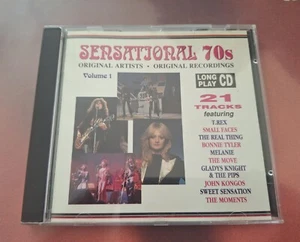 SENSATIONAL 70s
ORIGINAL ARTISTS • ORIGINAL RECORDINGS
Volume 1
LONG
PLAY CD
21
TRACKS
featuring
T.REX
SMALL FACES
THE REAL THING
BONNIE TYLER
MELANIE
THE MOVE
GLADYS KNIGHT
& THE PIPS
JOHN KONGOS
SWEET SENSATION
THE MOMENTS